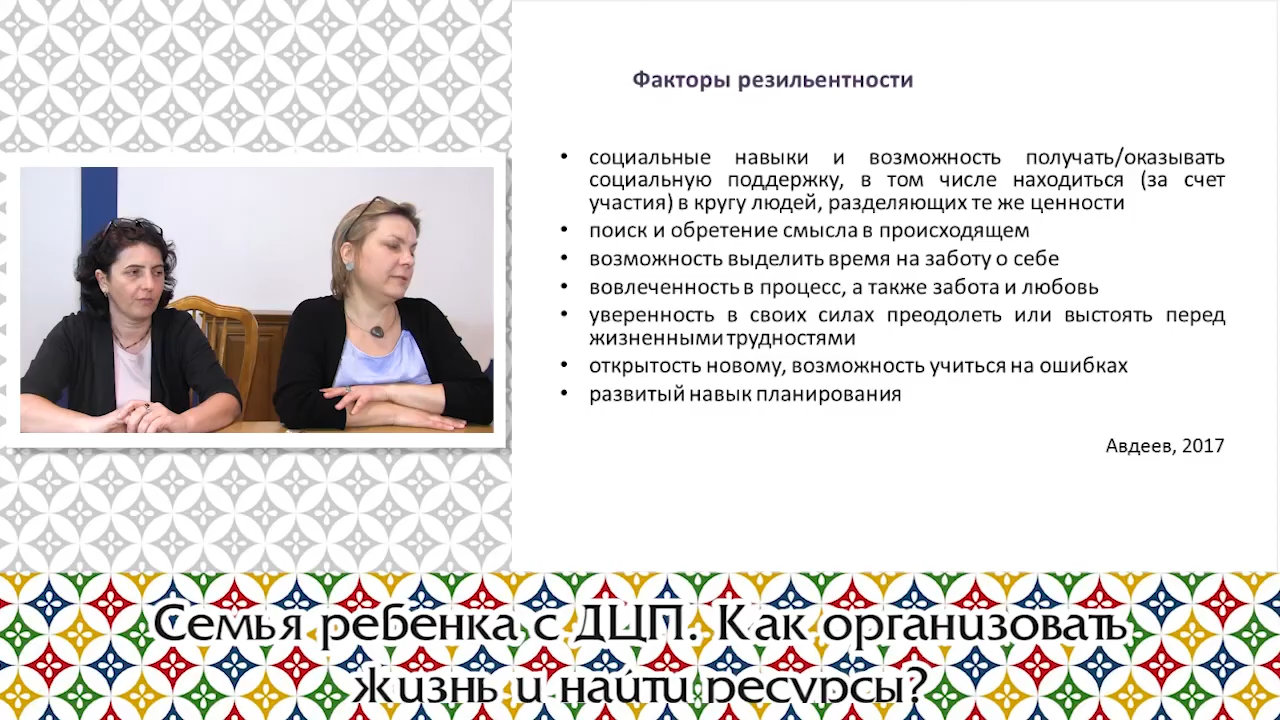 Факторы резильентности
• социальные навыки и возможность получать/оказывать
социальную поддержку, в том числе находиться (за счет
участия) в кругу людей, разделяющих те же ценности
• поиск и обретение смысла в происходящем
• возможность выделить время на заботу о себе
• вовлеченность в процесс, а также забота и любовь
• уверенность в своих силах преодолеть или выстоять перед
жизненными трудностями
• открытость новому, возможность учиться на ошибках
• развитый навык планирования
Авдеев, 2017
Семья ребенка с ДЦП. Как организовать
жизнь и найти ресурсы?